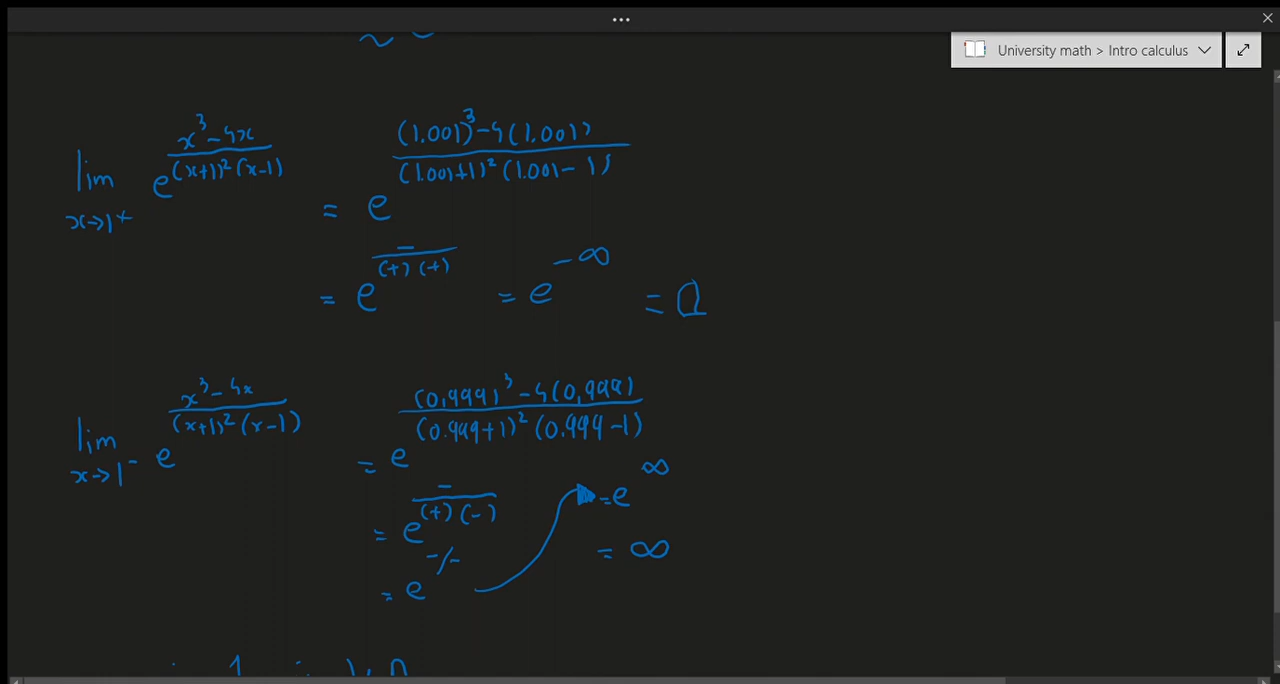 University math > Intro calculus
lim x→1⁺ e^((x³-4x)/((x+1)²(x-1))) = e^(((1.001)³-4(1.001))/((1.001+1)²(1.001-1)))
= e^(-/((+)(+))) = e^(-∞) = 0
lim x→1⁻ e^((x³-4x)/((x+1)²(x-1))) = e^(((0,999)³-4(0,999))/((0.999+1)²(0.999-1)))
= e^(-/((+)(-)))
= e^(-/-)
= e^∞
= ∞